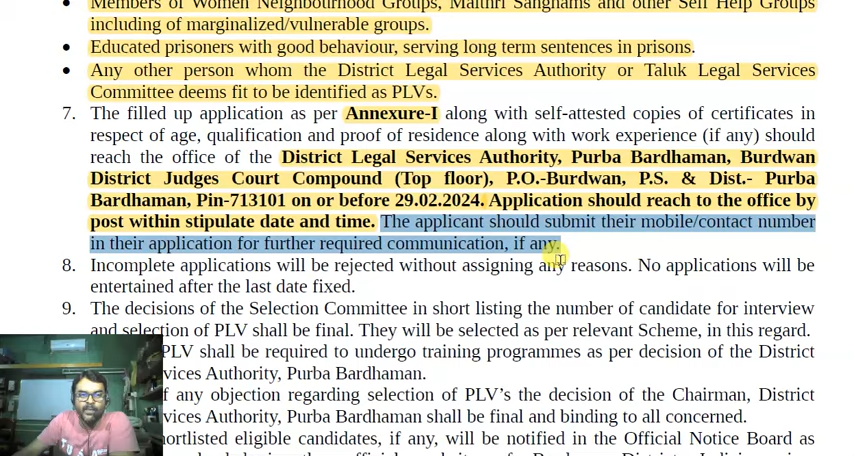 • Members of Women Neighbourhood Groups, Maithri Sanghams and other Self Help Groups
including of marginalized/vulnerable groups.
• Educated prisoners with good behaviour, serving long term sentences in prisons.
• Any other person whom the District Legal Services Authority or Taluk Legal Services
Committee deems fit to be identified as PLVs.
7. The filled up application as per Annexure-I along with self-attested copies of certificates in
respect of age, qualification and proof of residence along with work experience (if any) should
reach the office of the District Legal Services Authority, Purba Bardhaman, Burdwan
District Judges Court Compound (Top floor), P.O.-Burdwan, P.S. & Dist.- Purba
Bardhaman, Pin-713101 on or before 29.02.2024. Application should reach to the office by
post within stipulate date and time. The applicant should submit their mobile/contact number
in their application for further required communication, if any.
8. Incomplete applications will be rejected without assigning any reasons. No applications will be
entertained after the last date fixed.
9. The decisions of the Selection Committee in short listing the number of candidate for interview
and selection of PLV shall be final. They will be selected as per relevant Scheme, in this regard.
PLV shall be required to undergo training programmes as per decision of the District
vices Authority, Purba Bardhaman.
f any objection regarding selection of PLV's the decision of the Chairman, District
vices Authority, Purba Bardhaman shall be final and binding to all concerned.
ortlisted eligible candidates, if any, will be notified in the Official Notice Board as